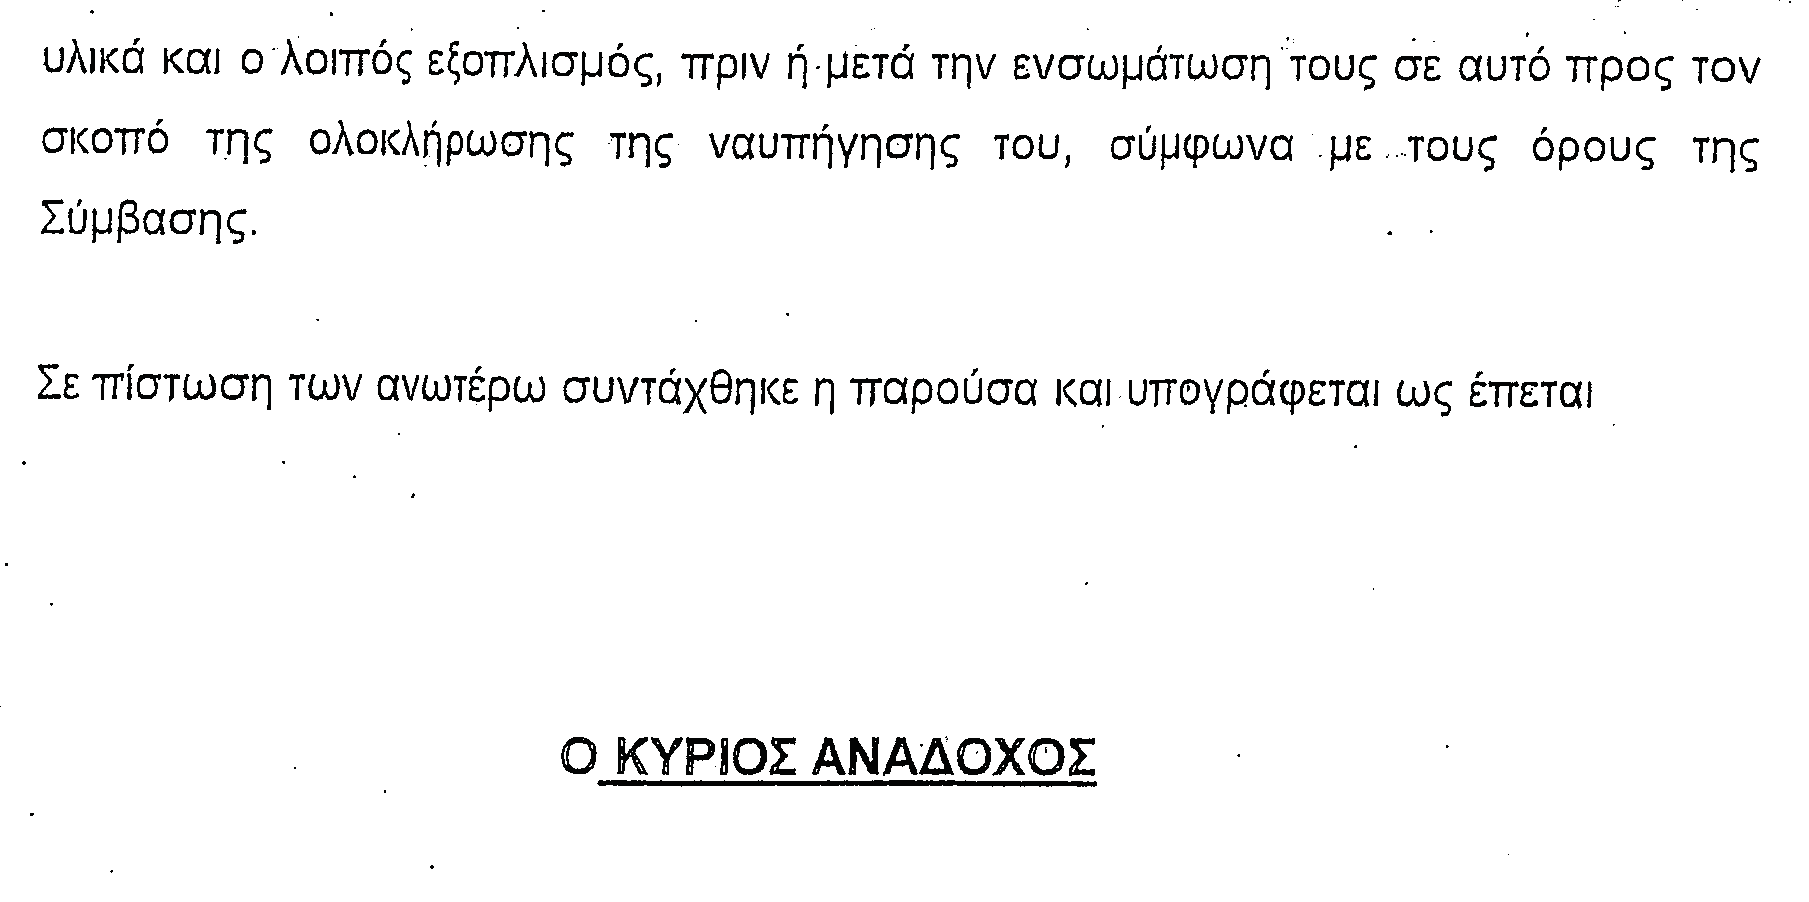 υλικά και ο λοιπός εξοπλισμός, πριν ή μετά την ενσωμάτωση τους σε αυτό προς τον
σκοπό της ολοκλήρωσης της ναυπήγησης του, σύμφωνα με τους όρους της
Σύμβασης.
Σε πίστωση των ανωτέρω συντάχθηκε η παρούσα και υπογράφεται ως έπεται
Ο ΚΥΡΙΟΣ ΑΝΑΔΟΧΟΣ